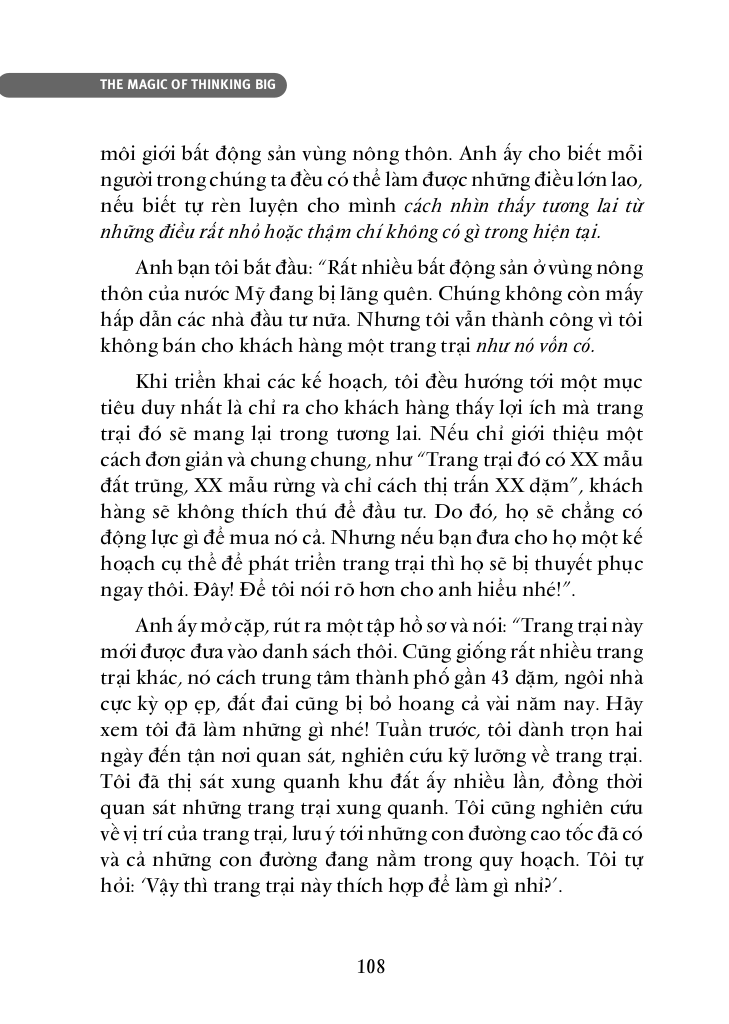 THE MAGIC OF THINKING BIG
môi giới bất động sản vùng nông thôn. Anh ấy cho biết mỗi
người trong chúng ta đều có thể làm được những điều lớn lao,
nếu biết tự rèn luyện cho mình cách nhìn thấy tương lai từ
những điều rất nhỏ hoặc thậm chí không có gì trong hiện tại.
Anh bạn tôi bắt đầu: “Rất nhiều bất động sản ở vùng nông
thôn của nước Mỹ đang bị lãng quên. Chúng không còn mấy
hấp dẫn các nhà đầu tư nữa. Nhưng tôi vẫn thành công vì tôi
không bán cho khách hàng một trang trại như nó vốn có.
Khi triển khai các kế hoạch, tôi đều hướng tới một mục
tiêu duy nhất là chỉ ra cho khách hàng thấy lợi ích mà trang
trại đó sẽ mang lại trong tương lai. Nếu chỉ giới thiệu một
cách đơn giản và chung chung, như “Trang trại đó có XX mẫu
đất trũng, XX mẫu rừng và chỉ cách thị trấn XX dặm”, khách
hàng sẽ không thích thú để đầu tư. Do đó, họ sẽ chẳng có
động lực gì để mua nó cả. Nhưng nếu bạn đưa cho họ một kế
hoạch cụ thể để phát triển trang trại thì họ sẽ bị thuyết phục
ngay thôi. Đây! Để tôi nói rõ hơn cho anh hiểu nhé!”.
Anh ấy mở cặp, rút ra một tập hồ sơ và nói: “Trang trại này
mới được đưa vào danh sách thôi. Cũng giống rất nhiều trang
trại khác, nó cách trung tâm thành phố gần 43 dặm, ngôi nhà
cực kỳ ọp ẹp, đất đai cũng bị bỏ hoang cả vài năm nay. Hãy
xem tôi đã làm những gì nhé! Tuần trước, tôi dành trọn hai
ngày đến tận nơi quan sát, nghiên cứu kỹ lưỡng về trang trại.
Tôi đã thị sát xung quanh khu đất ấy nhiều lần, đồng thời
quan sát những trang trại xung quanh. Tôi cũng nghiên cứu
về vị trí của trang trại, lưu ý tới những con đường cao tốc đã có
và cả những con đường đang nằm trong quy hoạch. Tôi tự
hỏi: ‘Vậy thì trang trại này thích hợp để làm gì nhỉ?’.
108